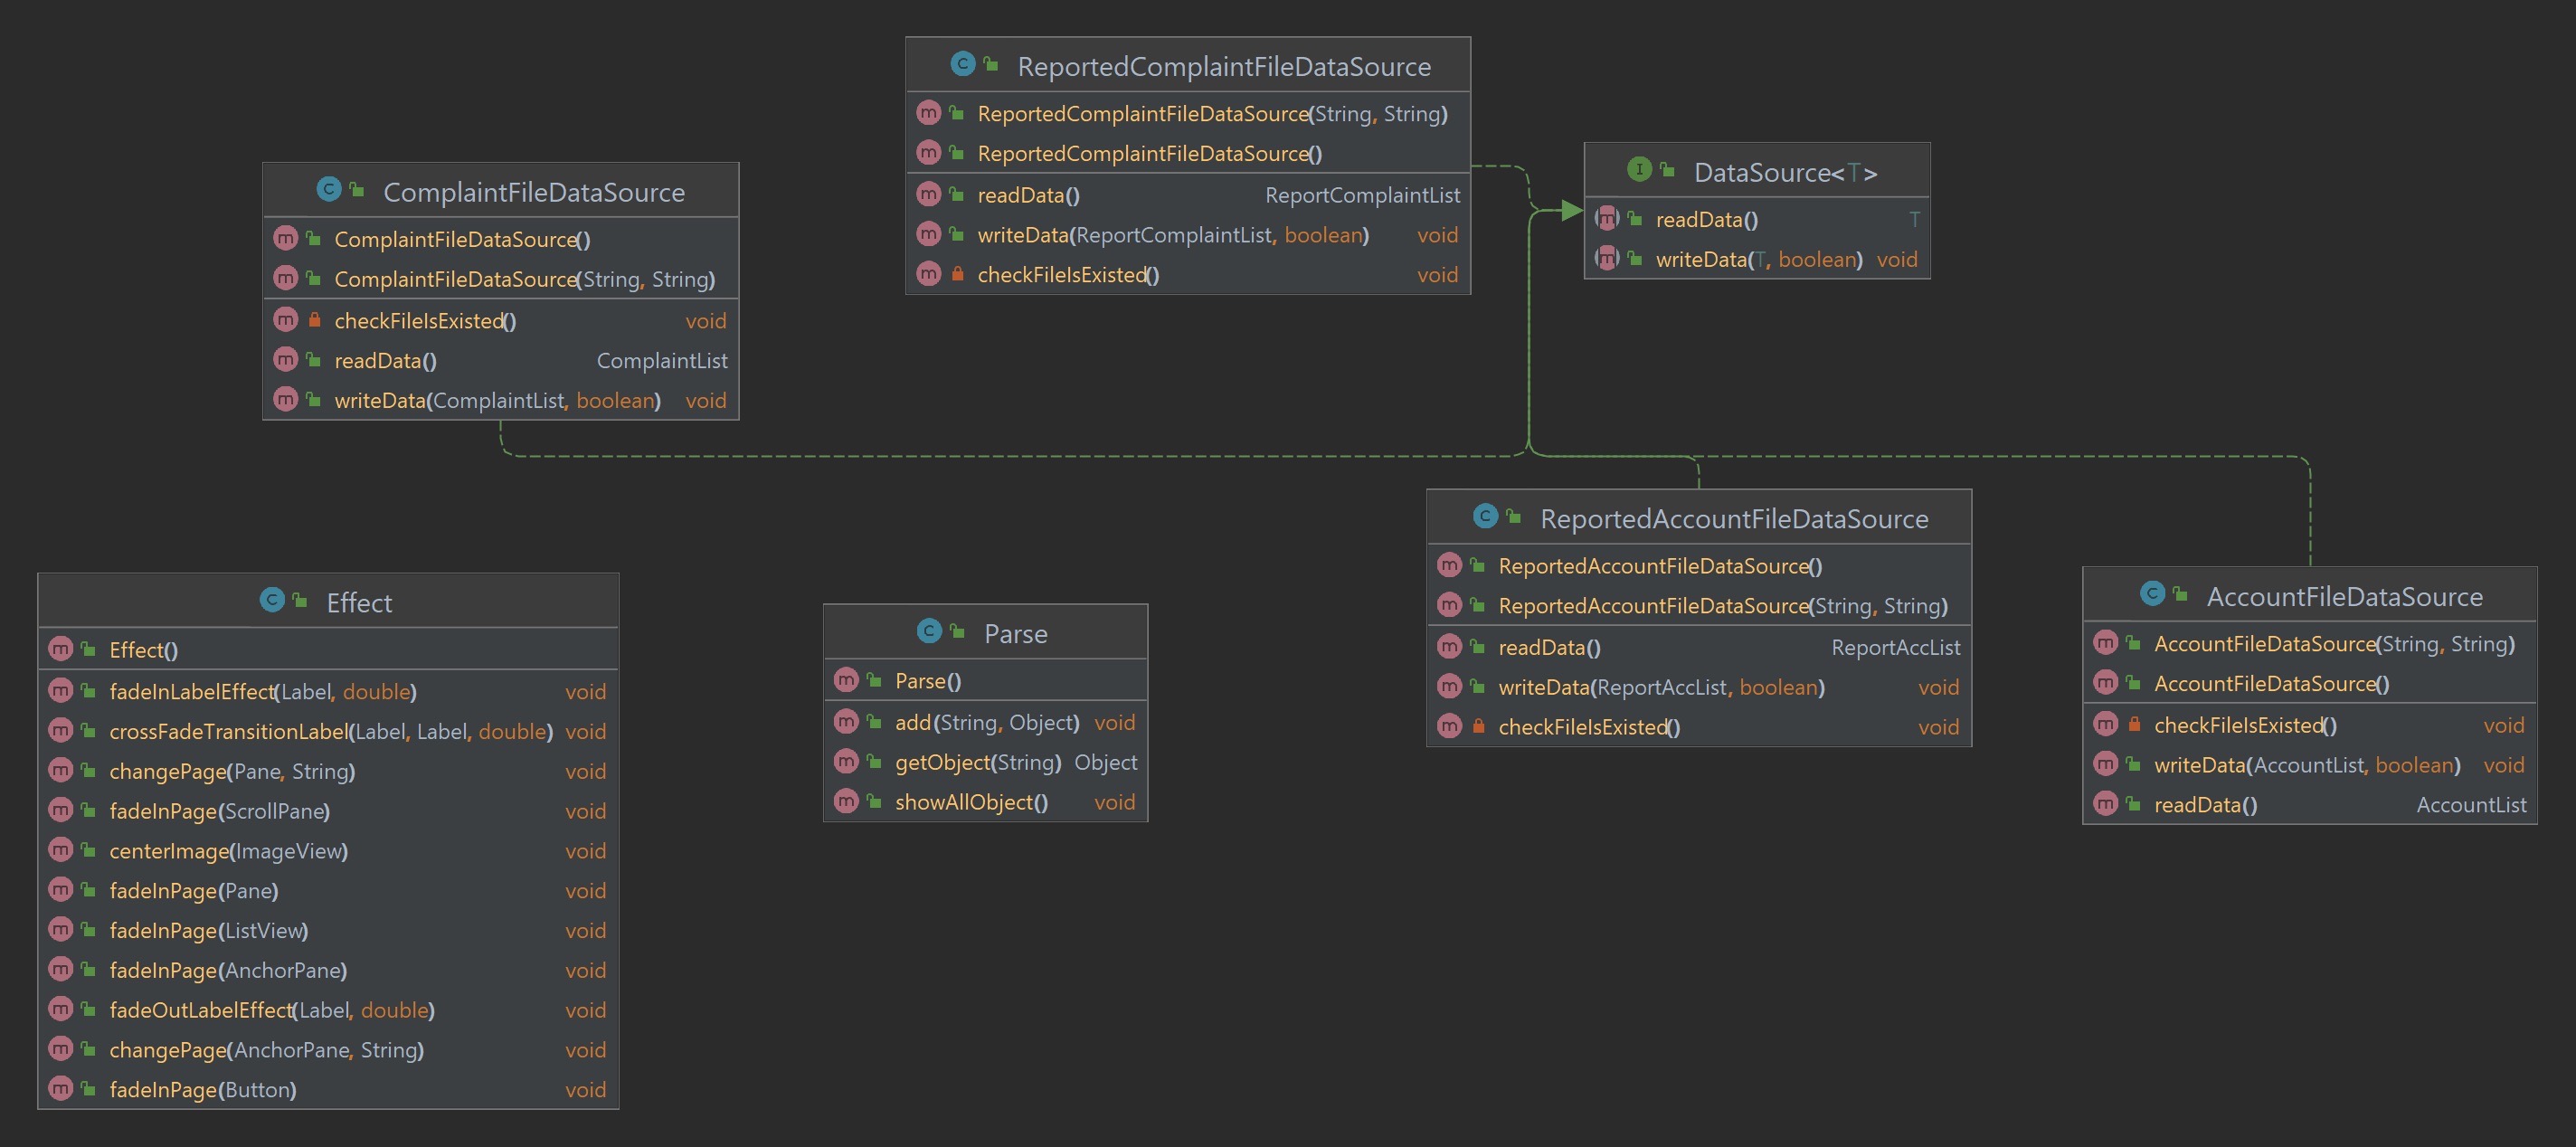 ReportedComplaintFileDataSource
ReportedComplaintFileDataSource(String, String)
ReportedComplaintFileDataSource()
readData() ReportComplaintList
writeData(ReportComplaintList, boolean) void
checkFileIsExisted() void
DataSource<T>
readData() T
writeData(T, boolean) void
ComplaintFileDataSource
ComplaintFileDataSource()
ComplaintFileDataSource(String, String)
checkFileIsExisted() void
readData() ComplaintList
writeData(ComplaintList, boolean) void
ReportedAccountFileDataSource
ReportedAccountFileDataSource()
ReportedAccountFileDataSource(String, String)
readData() ReportAccList
writeData(ReportAccList, boolean) void
checkFileIsExisted() void
AccountFileDataSource
AccountFileDataSource(String, String)
AccountFileDataSource()
checkFileIsExisted() void
writeData(AccountList, boolean) void
readData() AccountList
Effect
Effect()
fadeInLabelEffect(Label, double) void
crossFadeTransitionLabel(Label, Label, double) void
changePage(Pane, String) void
fadeInPage(ScrollPane) void
centerImage(ImageView) void
fadeInPage(Pane) void
fadeInPage(ListView) void
fadeInPage(AnchorPane) void
fadeOutLabelEffect(Label, double) void
changePage(AnchorPane, String) void
fadeInPage(Button) void
Parse
Parse()
add(String, Object) void
getObject(String) Object
showAllObject() void